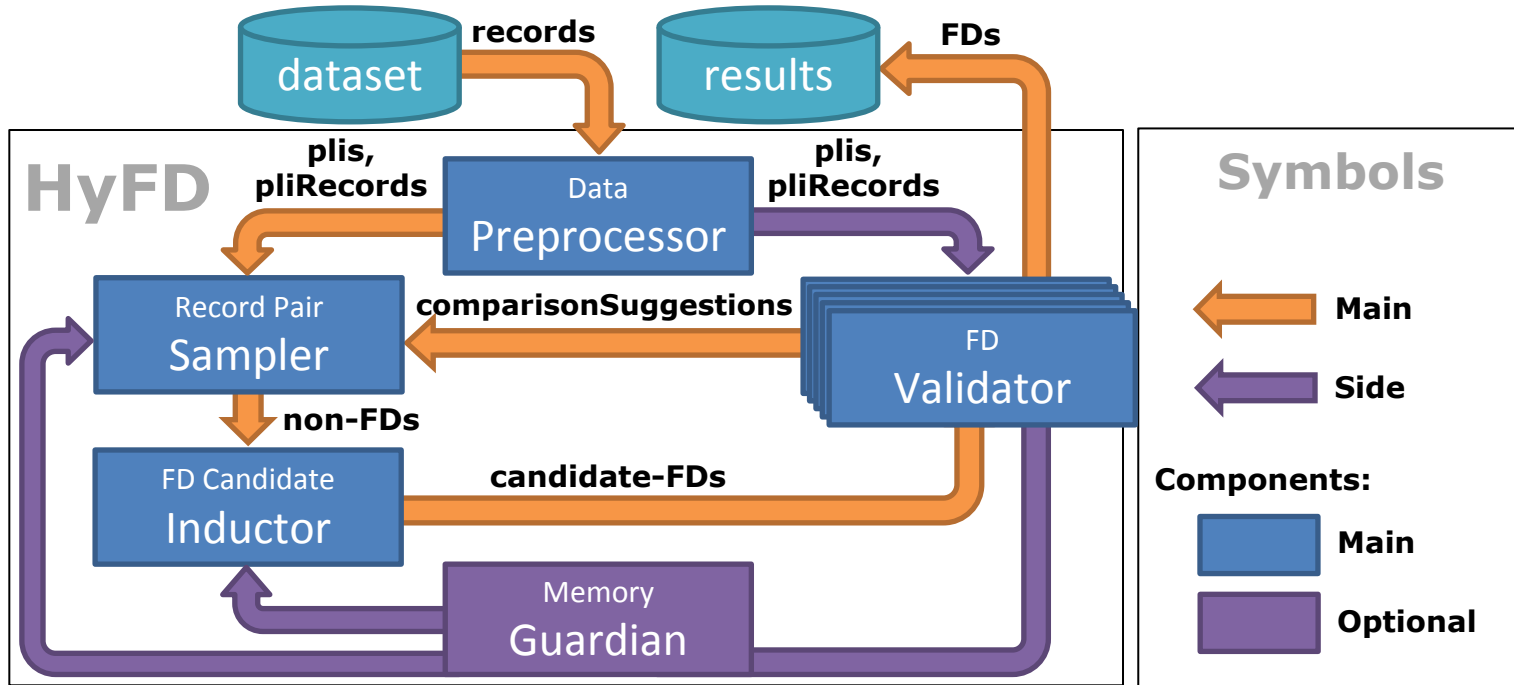 records
FDs
dataset
results
HyFD
plis,
pliRecords
Data
Preprocessor
plis,
pliRecords
Symbols
Record Pair
Sampler
comparisonSuggestions
FD
Validator
Main
Side
non-FDs
FD Candidate
Inductor
candidate-FDs
Components:
Main
Memory
Guardian
Optional